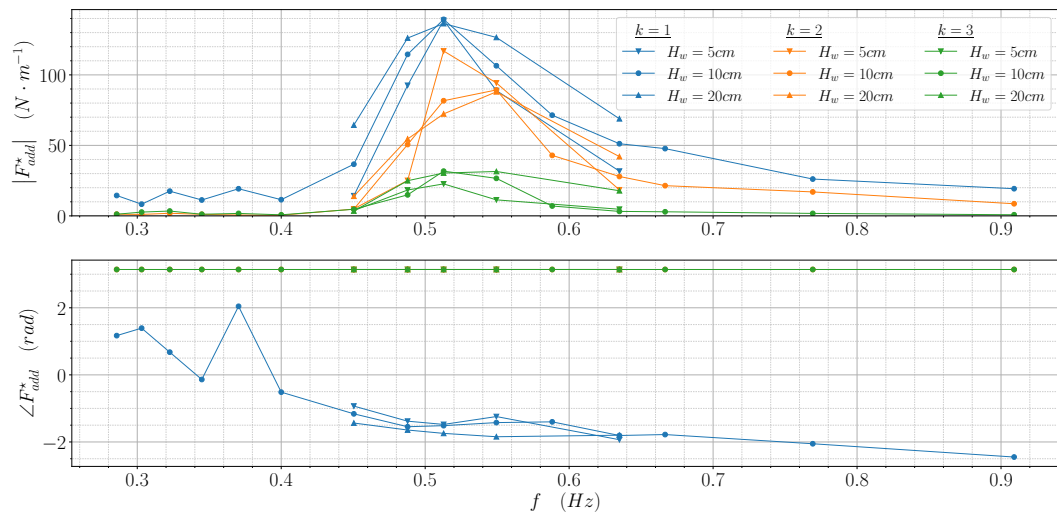 |F*add| (N · m⁻¹)
100
50
0
k = 1 k = 2 k = 3
Hw = 5cm Hw = 5cm Hw = 5cm
Hw = 10cm Hw = 10cm Hw = 10cm
Hw = 20cm Hw = 20cm Hw = 20cm
0.3 0.4 0.5 0.6 0.7 0.8 0.9
∠F*add (rad)
2
0
−2
0.3 0.4 0.5 0.6 0.7 0.8 0.9
f (Hz)